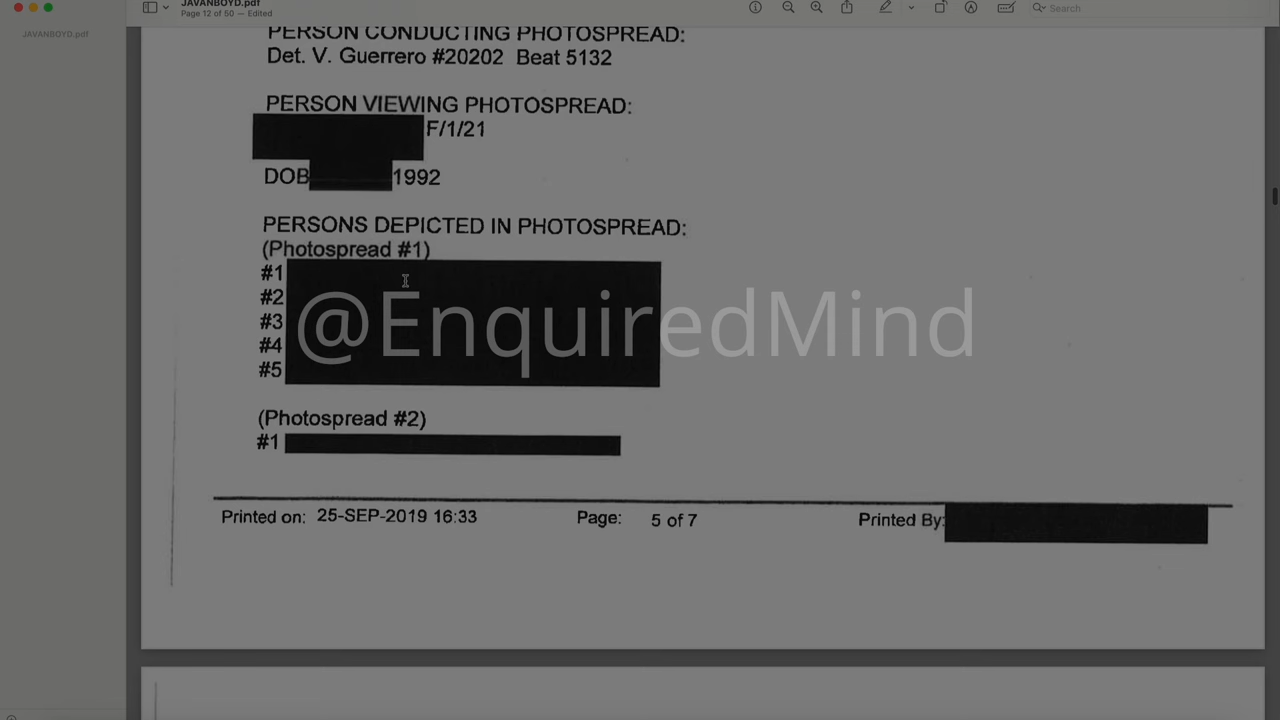 JAVANBOYD.pdf
Page 12 of 50 — Edited
Search
JAVANBOYD.pdf
PERSON CONDUCTING PHOTOSPREAD:
Det. V. Guerrero #20202 Beat 5132
PERSON VIEWING PHOTOSPREAD:
F/1/21
DOB 1992
PERSONS DEPICTED IN PHOTOSPREAD:
(Photospread #1)
#1
#2
#3
#4
#5
@EnquiredMind
(Photospread #2)
#1
Printed on: 25-SEP-2019 16:33 Page: 5 of 7 Printed By: